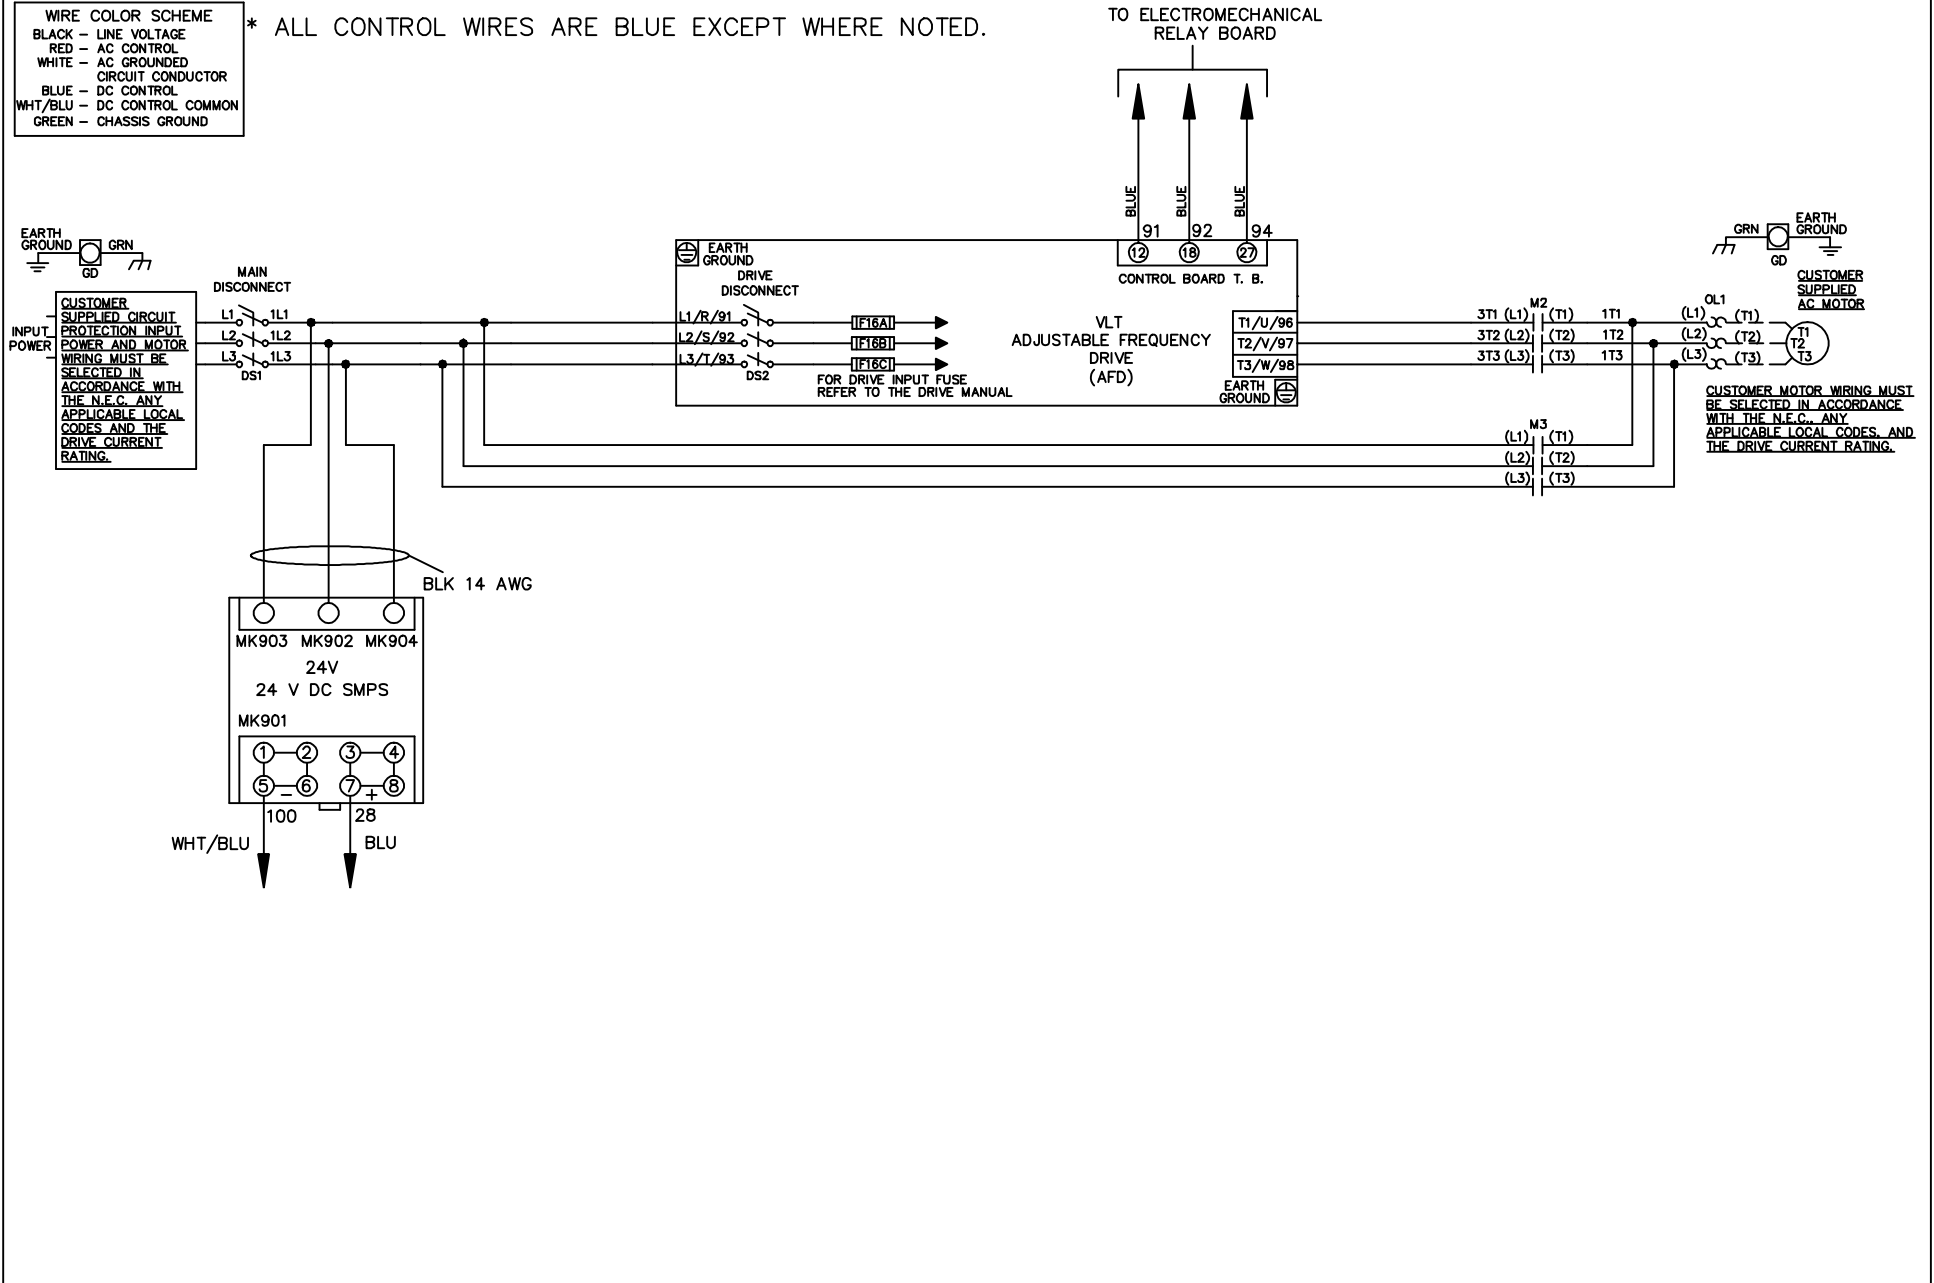 WIRE COLOR SCHEME
BLACK – LINE VOLTAGE
RED – AC CONTROL
WHITE – AC GROUNDED
CIRCUIT CONDUCTOR
BLUE – DC CONTROL
WHT/BLU – DC CONTROL COMMON
GREEN – CHASSIS GROUND
* ALL CONTROL WIRES ARE BLUE EXCEPT WHERE NOTED.
TO ELECTROMECHANICAL
RELAY BOARD
BLUE
BLUE
BLUE
91 92 94
12 18 27
CONTROL BOARD T. B.
EARTH
GROUND
GRN
GD
INPUT
POWER
CUSTOMER
SUPPLIED CIRCUIT
PROTECTION INPUT
POWER AND MOTOR
WIRING MUST BE
SELECTED IN
ACCORDANCE WITH
THE N.E.C. ANY
APPLICABLE LOCAL
CODES AND THE
DRIVE CURRENT
RATING.
MAIN
DISCONNECT
L1 1L1
L2 1L2
L3 1L3
DS1
EARTH
GROUND
DRIVE
DISCONNECT
L1/R/91
L2/S/92
L3/T/93
DS2
F16A
F16B
F16C
FOR DRIVE INPUT FUSE
REFER TO THE DRIVE MANUAL
VLT
ADJUSTABLE FREQUENCY
DRIVE
(AFD)
T1/U/96
T2/V/97
T3/W/98
EARTH
GROUND
M2
3T1 (L1) (T1) 1T1
3T2 (L2) (T2) 1T2
3T3 (L3) (T3) 1T3
M3
(L1) (T1)
(L2) (T2)
(L3) (T3)
OL1
(L1) (T1)
(L2) (T2)
(L3) (T3)
T1
T2
T3
GRN
EARTH
GROUND
GD
CUSTOMER
SUPPLIED
AC MOTOR
CUSTOMER MOTOR WIRING MUST
BE SELECTED IN ACCORDANCE
WITH THE N.E.C., ANY
APPLICABLE LOCAL CODES, AND
THE DRIVE CURRENT RATING.
BLK 14 AWG
MK903 MK902 MK904
24V
24 V DC SMPS
MK901
1 2 3 4
5 6 7 8
– +
100 28
WHT/BLU BLU